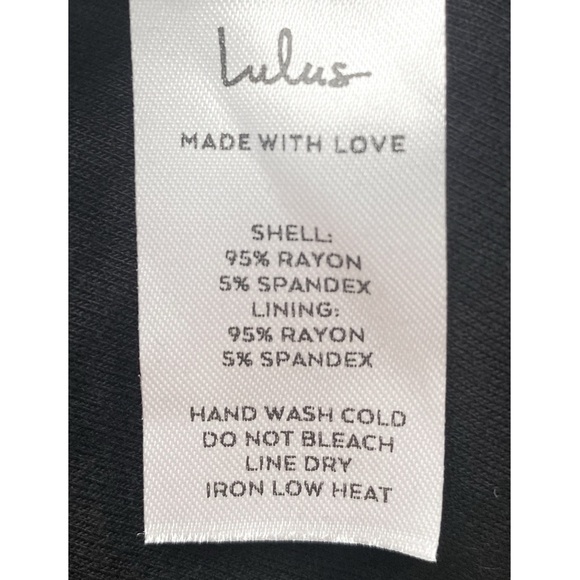 Lulus
MADE WITH LOVE
SHELL:
95% RAYON
5% SPANDEX
LINING:
95% RAYON
5% SPANDEX
HAND WASH COLD
DO NOT BLEACH
LINE DRY
IRON LOW HEAT